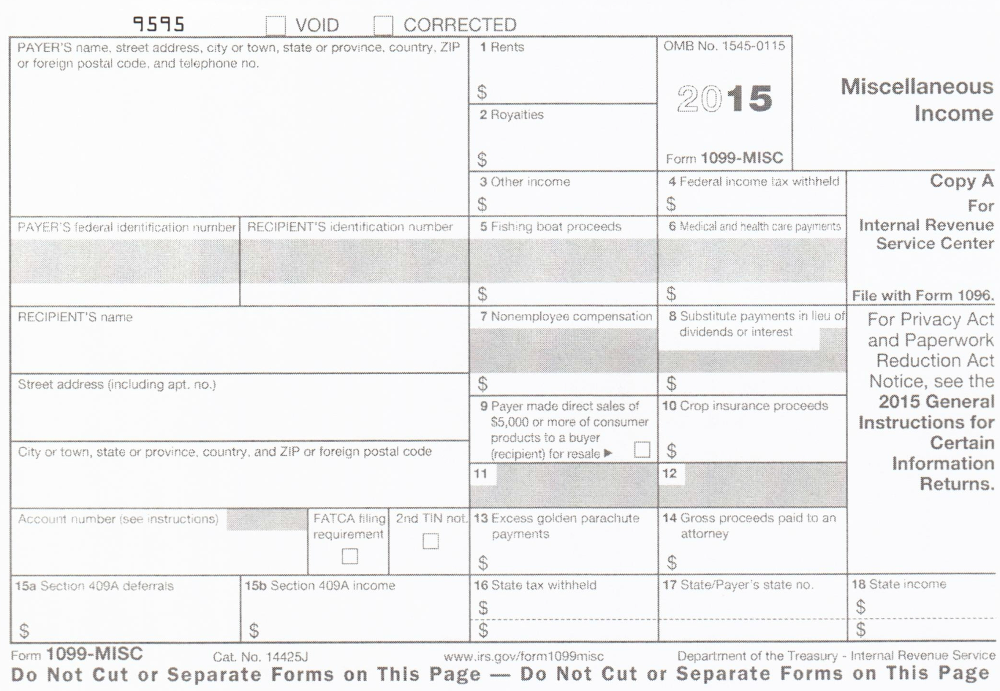 9595 VOID CORRECTED
PAYER'S name, street address, city or town, state or province, country, ZIP
or foreign postal code, and telephone no.
1 Rents
$
2 Royalties
$
OMB No. 1545-0115
2015
Form 1099-MISC
Miscellaneous
Income
3 Other income
$
4 Federal income tax withheld
$
Copy A
For
Internal Revenue
Service Center
File with Form 1096.
PAYER'S federal identification number
RECIPIENT'S identification number
5 Fishing boat proceeds
$
6 Medical and health care payments
$
RECIPIENT'S name
7 Nonemployee compensation
$
8 Substitute payments in lieu of
dividends or interest
$
For Privacy Act
and Paperwork
Reduction Act
Notice, see the
2015 General
Instructions for
Certain
Information
Returns.
Street address (including apt. no.)
9 Payer made direct sales of
$5,000 or more of consumer
products to a buyer
(recipient) for resale ▶
10 Crop insurance proceeds
$
City or town, state or province, country, and ZIP or foreign postal code
11
12
Account number (see instructions)
FATCA filing
requirement
2nd TIN not.
13 Excess golden parachute
payments
$
14 Gross proceeds paid to an
attorney
$
15a Section 409A deferrals
$
15b Section 409A income
$
16 State tax withheld
$
$
17 State/Payer's state no.
18 State income
$
$
Form 1099-MISC Cat. No. 14425J www.irs.gov/form1099misc Department of the Treasury - Internal Revenue Service
Do Not Cut or Separate Forms on This Page — Do Not Cut or Separate Forms on This Page